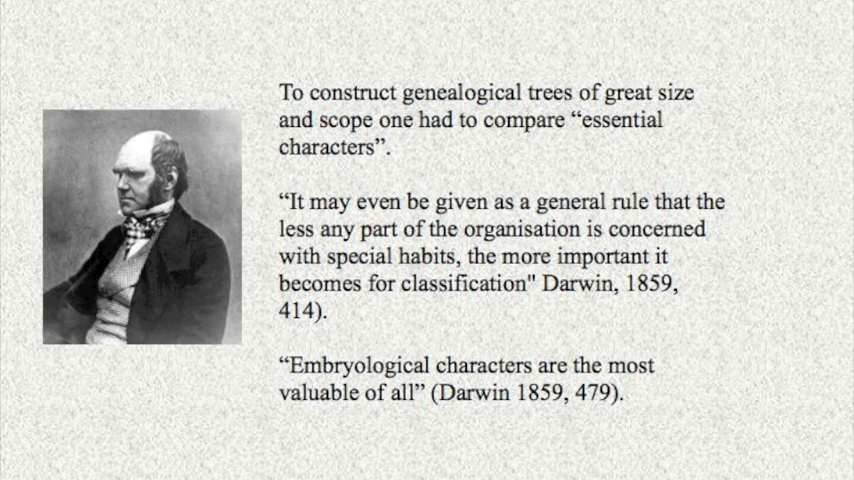 To construct genealogical trees of great size
and scope one had to compare “essential
characters”.
“It may even be given as a general rule that the
less any part of the organisation is concerned
with special habits, the more important it
becomes for classification" Darwin, 1859,
414).
“Embryological characters are the most
valuable of all” (Darwin 1859, 479).